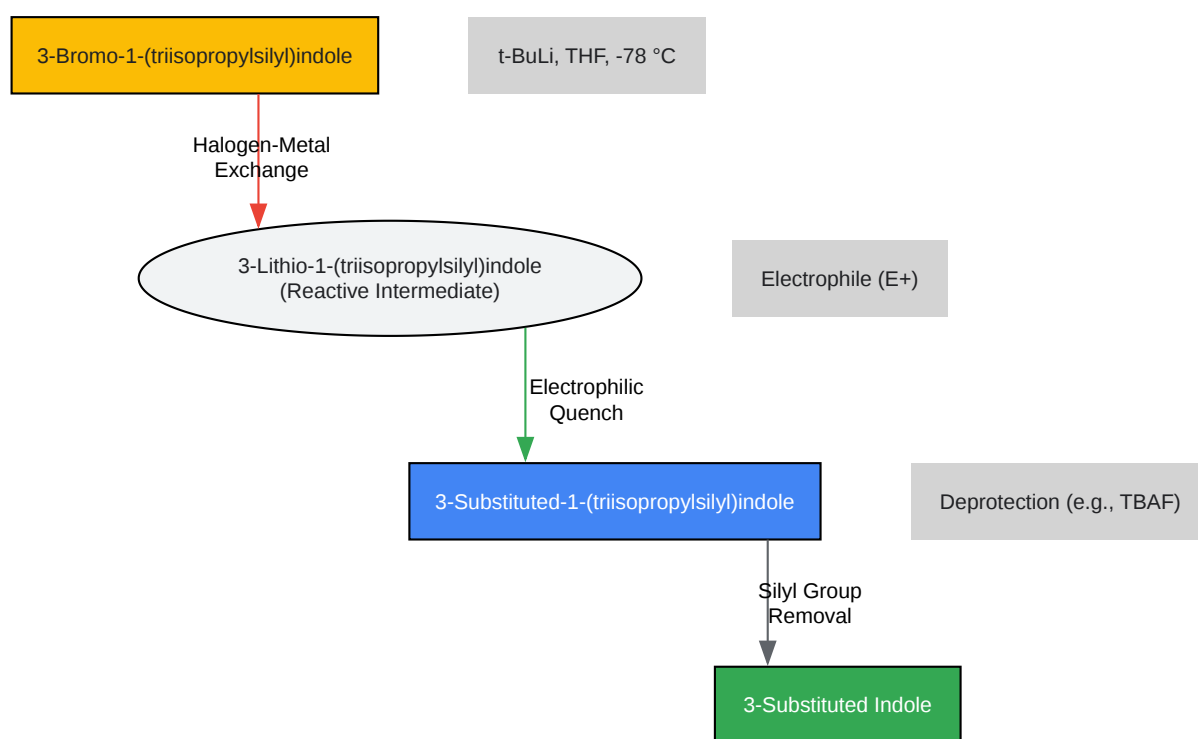 3-Bromo-1-(triisopropylsilyl)indole
t-BuLi, THF, -78 °C
Halogen-Metal
Exchange
3-Lithio-1-(triisopropylsilyl)indole
(Reactive Intermediate)
Electrophile (E+)
Electrophilic
Quench
3-Substituted-1-(triisopropylsilyl)indole
Deprotection (e.g., TBAF)
Silyl Group
Removal
3-Substituted Indole